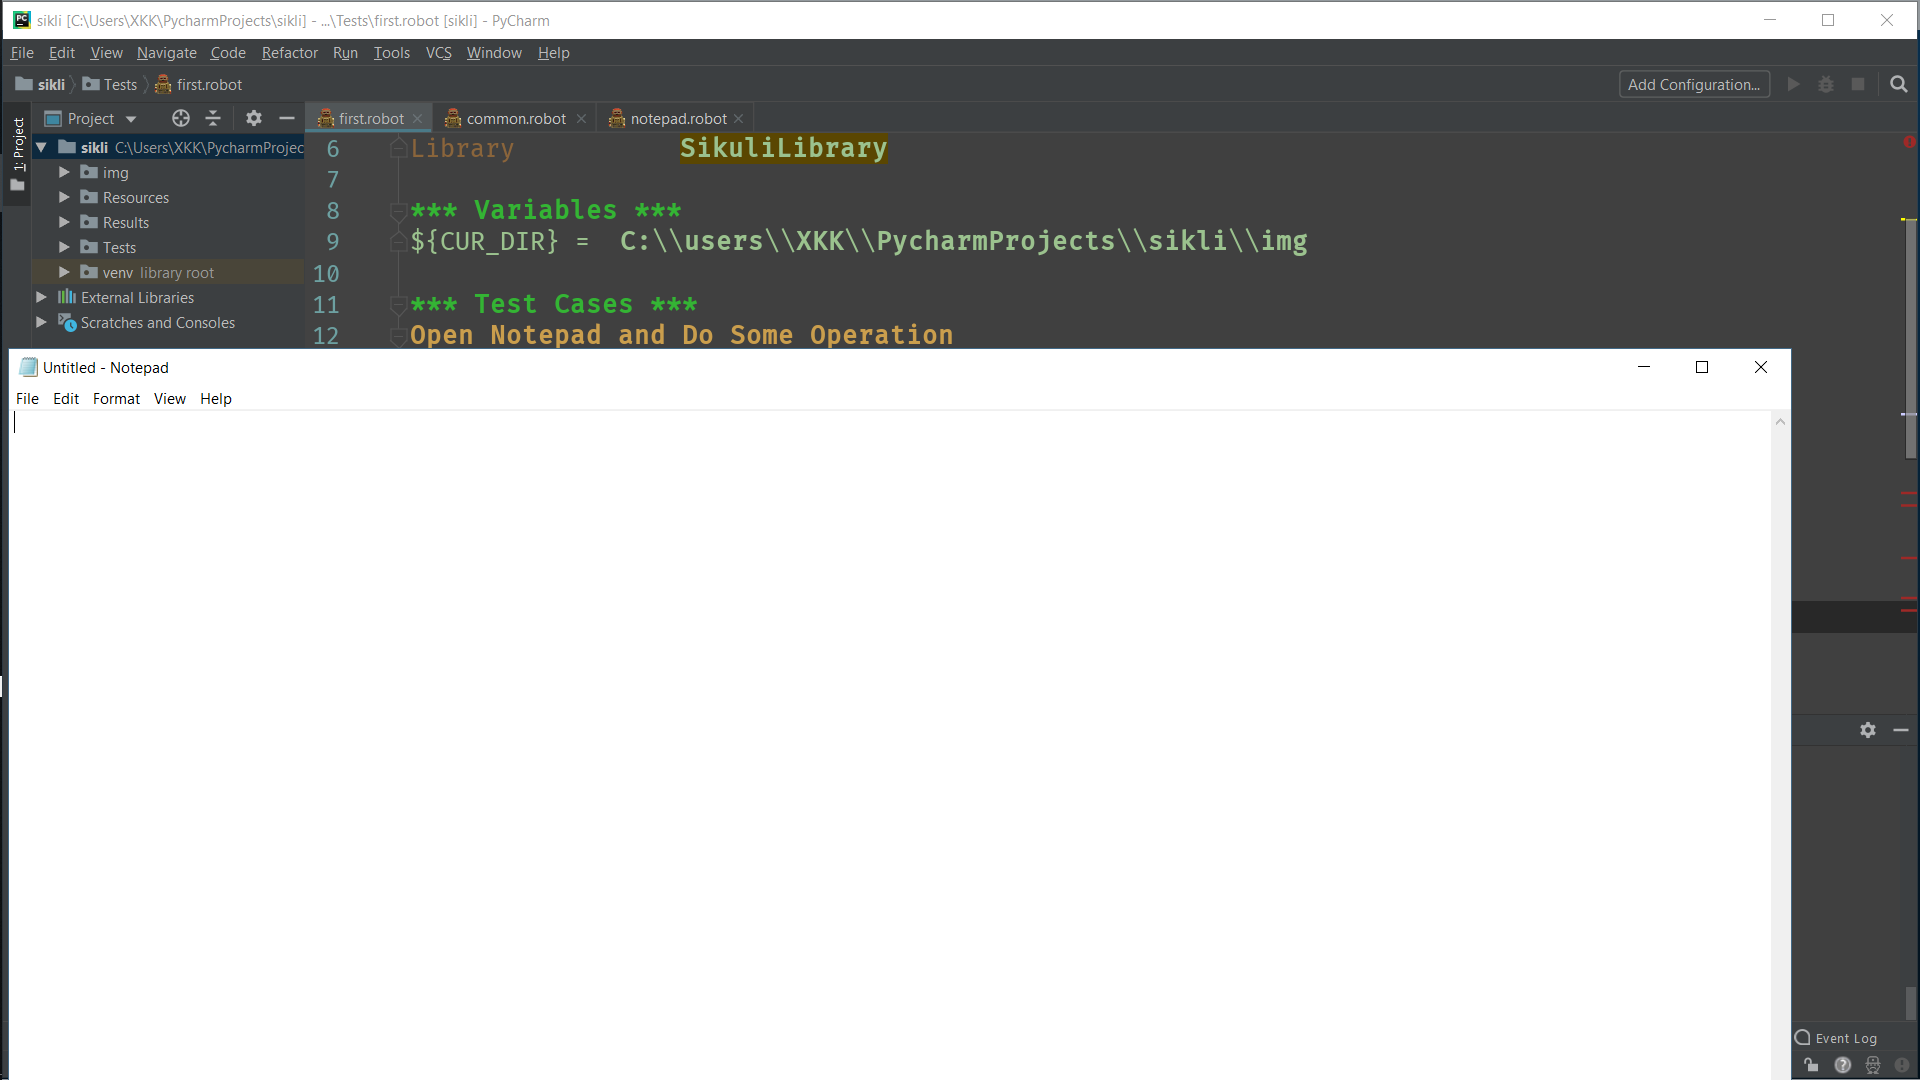 sikli [C:\Users\XKK\PycharmProjects\sikli] - ...\Tests\first.robot [sikli] - PyCharm
File Edit View Navigate Code Refactor Run Tools VCS Window Help
sikli Tests first.robot Add Configuration...
1: Project
Project first.robot common.robot notepad.robot
sikli C:\Users\XKK\PycharmProjec
img
Resources
Results
Tests
venv library root
External Libraries
Scratches and Consoles
6 Library SikuliLibrary
7
8 *** Variables ***
9 ${CUR_DIR} = C:\\users\\XKK\\PycharmProjects\\sikli\\img
10
11 *** Test Cases ***
12 Open Notepad and Do Some Operation
Untitled - Notepad
File Edit Format View Help
Event Log